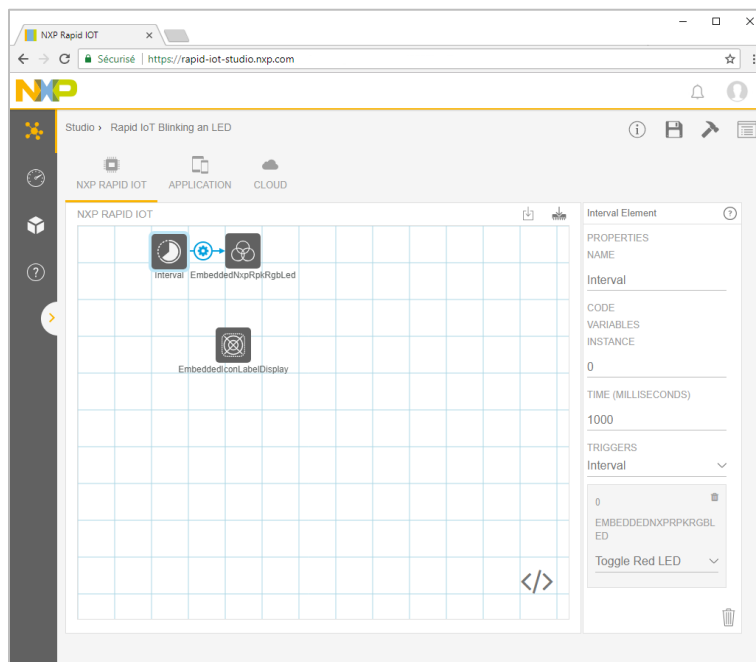 NXP Rapid IOT
Sécurisé | https://rapid-iot-studio.nxp.com
NXP
Studio › Rapid IoT Blinking an LED
NXP RAPID IOT
APPLICATION
CLOUD
NXP RAPID IOT
Interval
EmbeddedNxpRpkRgbLed
EmbeddedIconLabelDisplay
</>
Interval Element
PROPERTIES
NAME
Interval
CODE
VARIABLES
INSTANCE
0
TIME (MILLISECONDS)
1000
TRIGGERS
Interval
0
EMBEDDEDNXPRPKRGBL
ED
Toggle Red LED